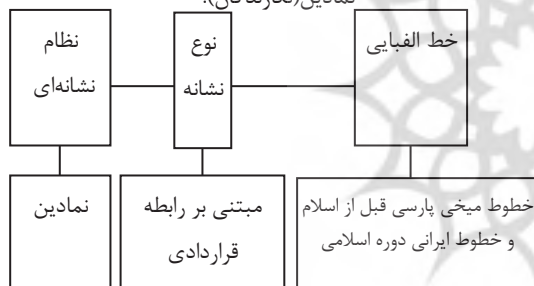 نمادین(نگارندگان).
خط الفبایی
نوع
نشانه
نظام
نشانه‌ای
خطوط میخی پارسی قبل از اسلام
و خطوط ایرانی دوره اسلامی
مبتنی بر رابطه
قراردادی
نمادین